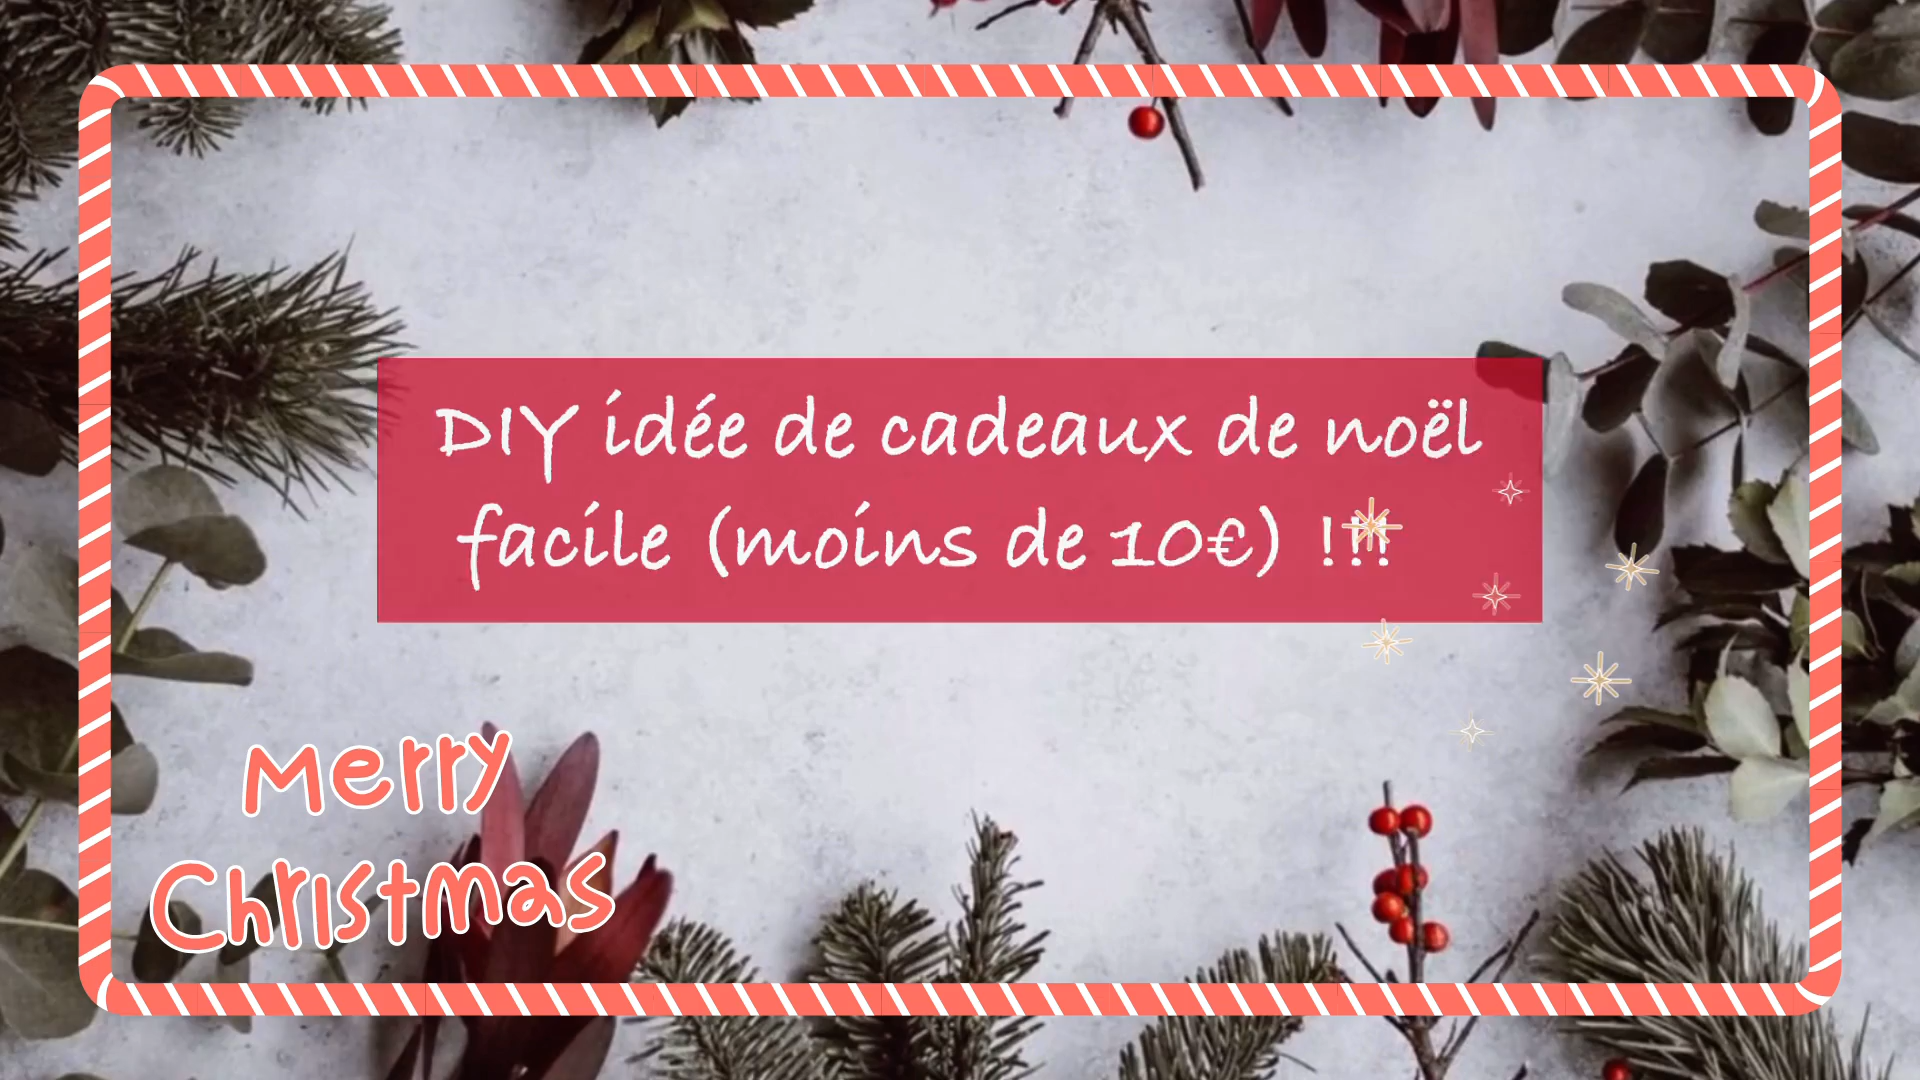 DIY idée de cadeaux de noël
facile (moins de 10€) !!!
Merry
Christmas